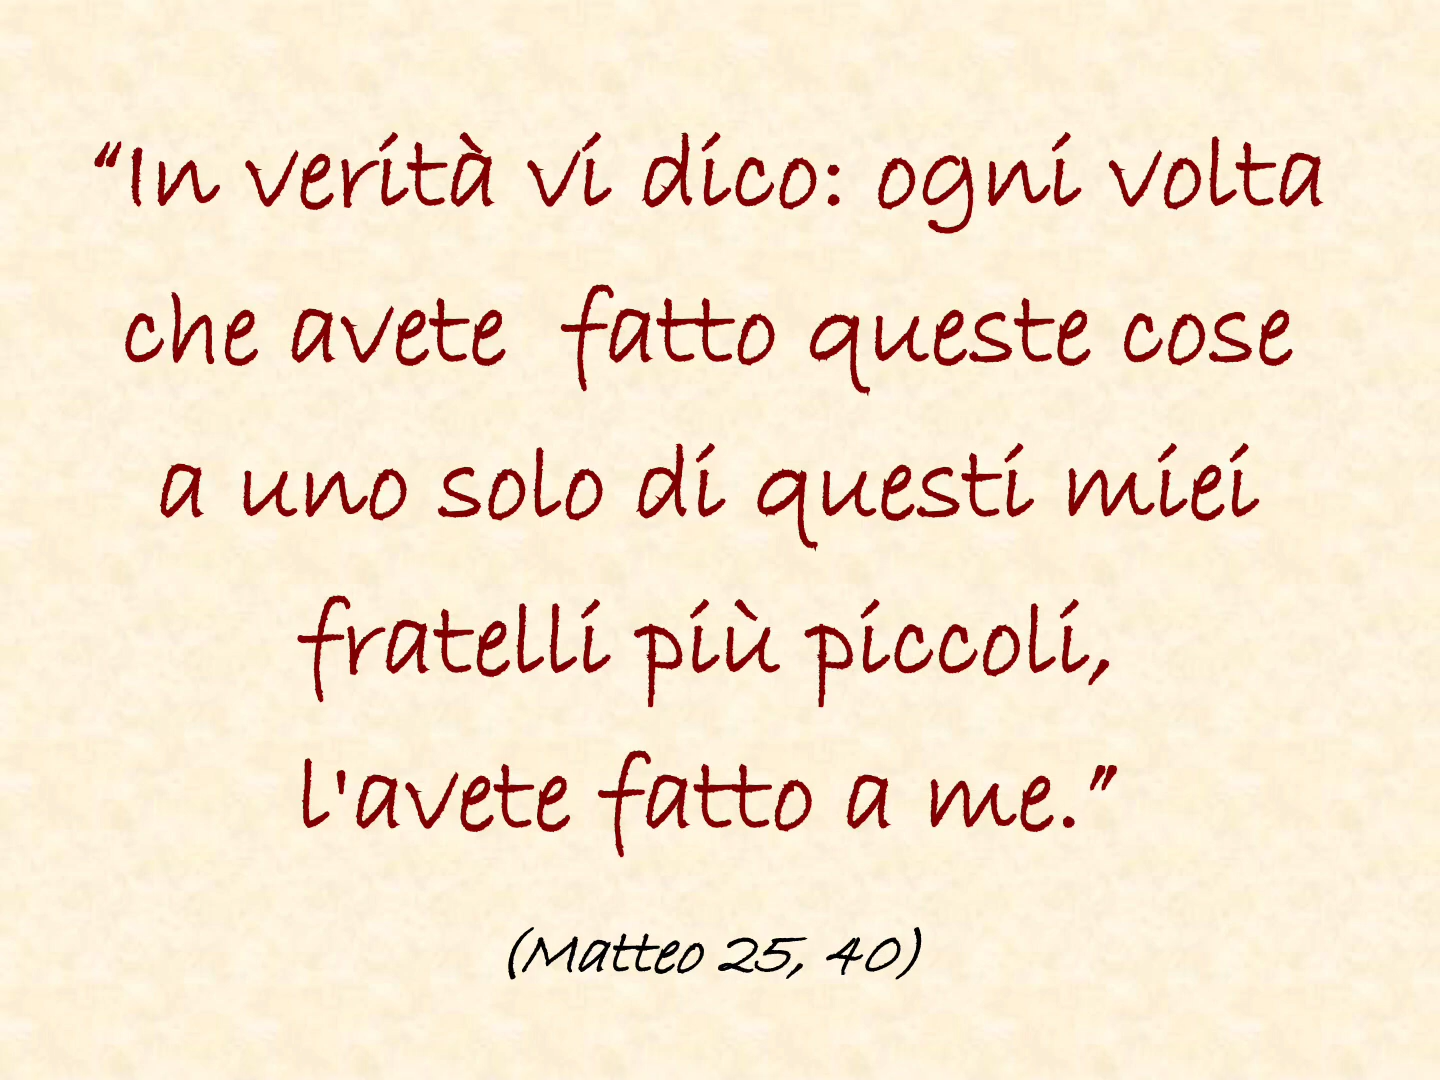 “In verità vi dico: ogni volta
che avete  fatto queste cose
a uno solo di questi miei
fratelli più piccoli,
l'avete fatto a me.”
(Matteo 25, 40)